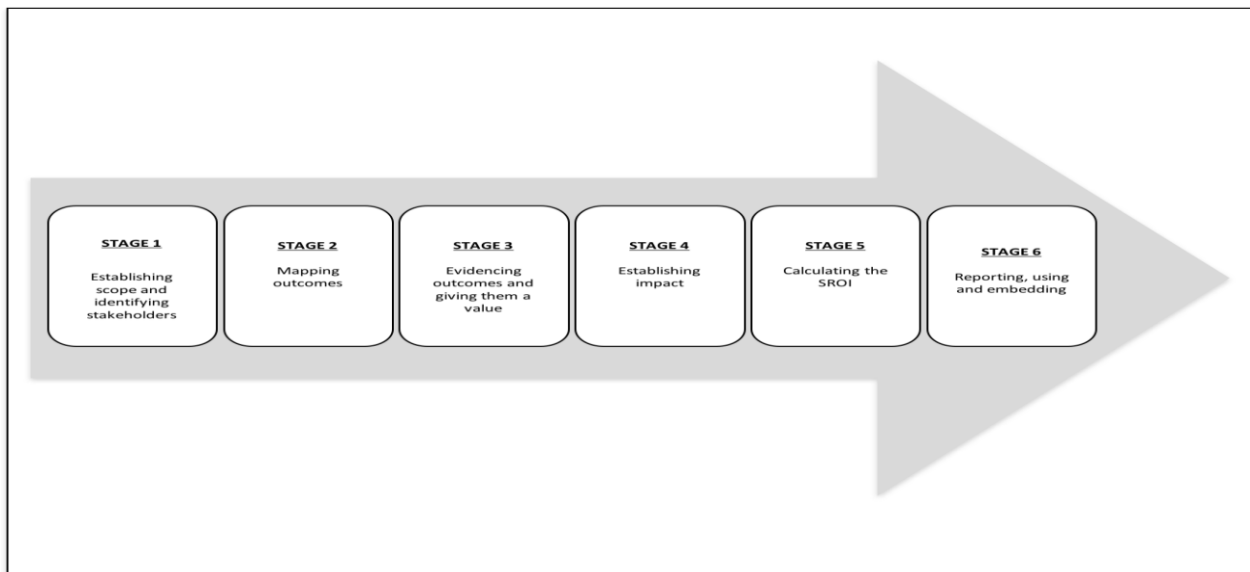 STAGE 1
Establishing
scope and
identifying
stakeholders
STAGE 2
Mapping
outcomes
STAGE 3
Evidencing
outcomes and
giving them a
value
STAGE 4
Establishing
impact
STAGE 5
Calculating the
SROI
STAGE 6
Reporting, using
and embedding